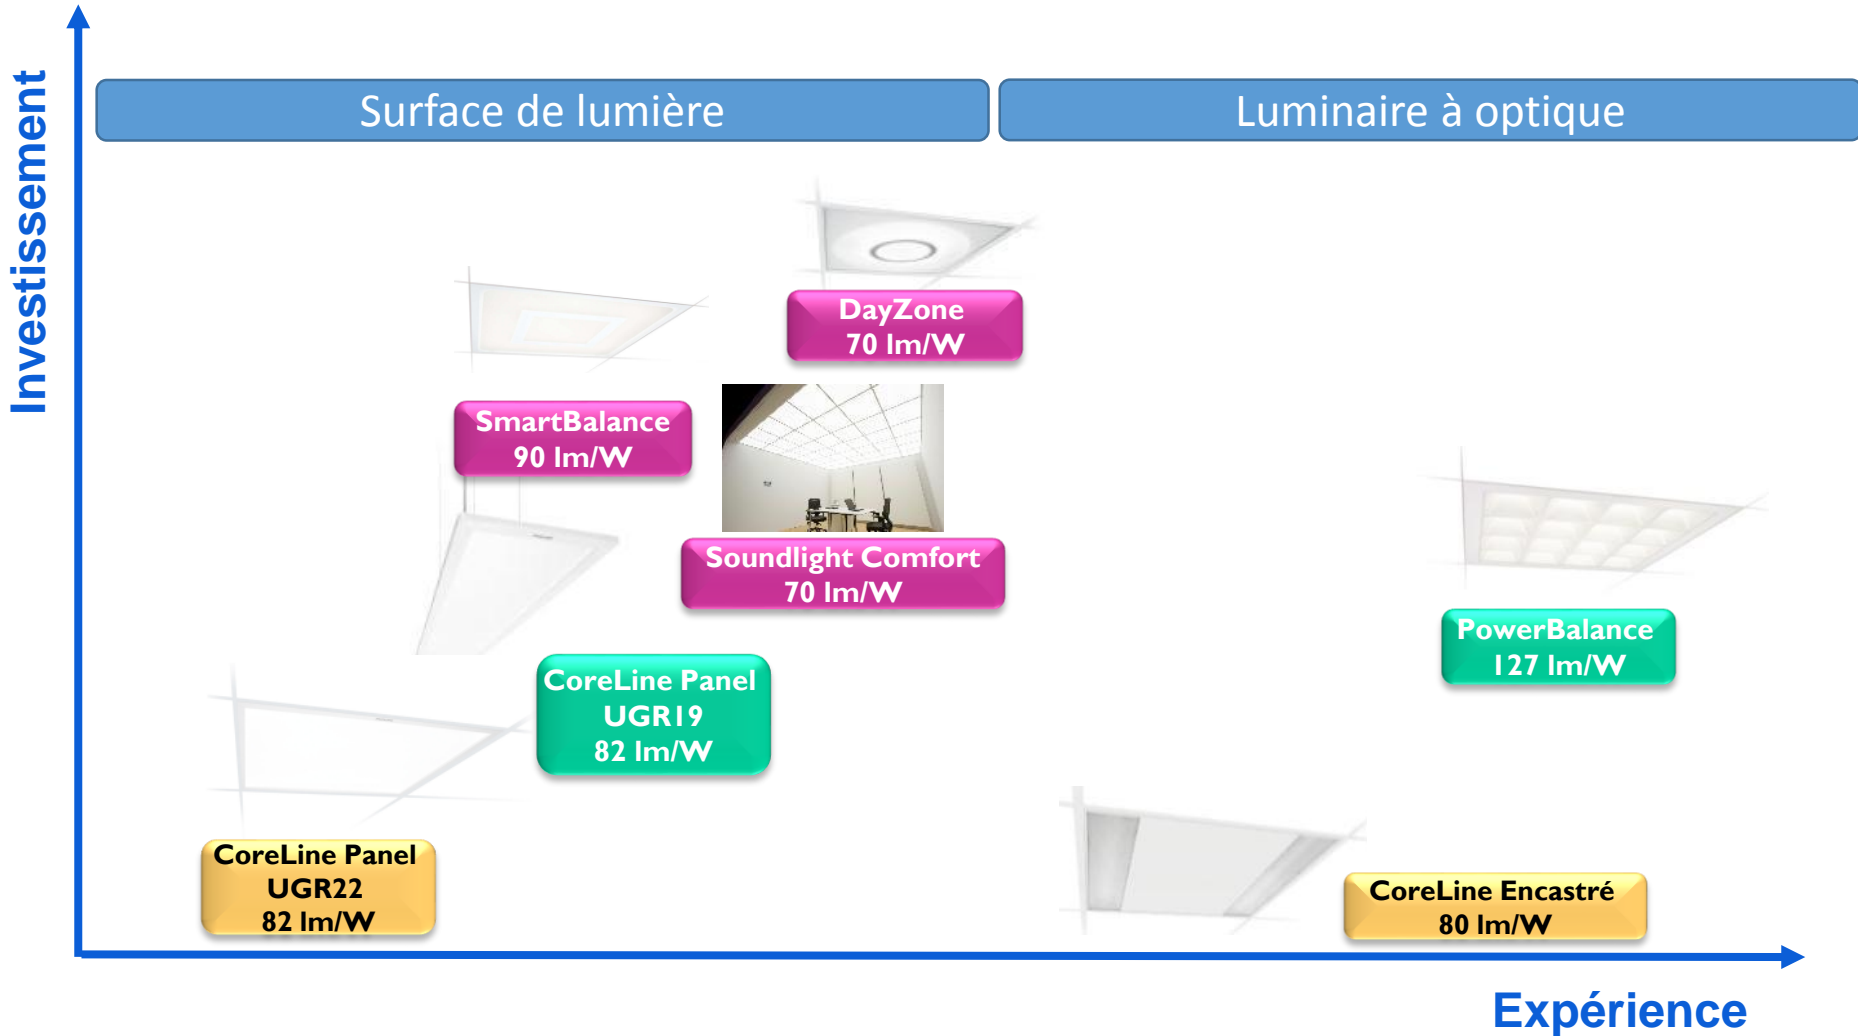 Investissement
Surface de lumière
Luminaire à optique
DayZone
70 lm/W
SmartBalance
90 lm/W
Soundlight Comfort
70 lm/W
PowerBalance
127 lm/W
CoreLine Panel
UGR19
82 lm/W
CoreLine Panel
UGR22
82 lm/W
CoreLine Encastré
80 lm/W
Expérience